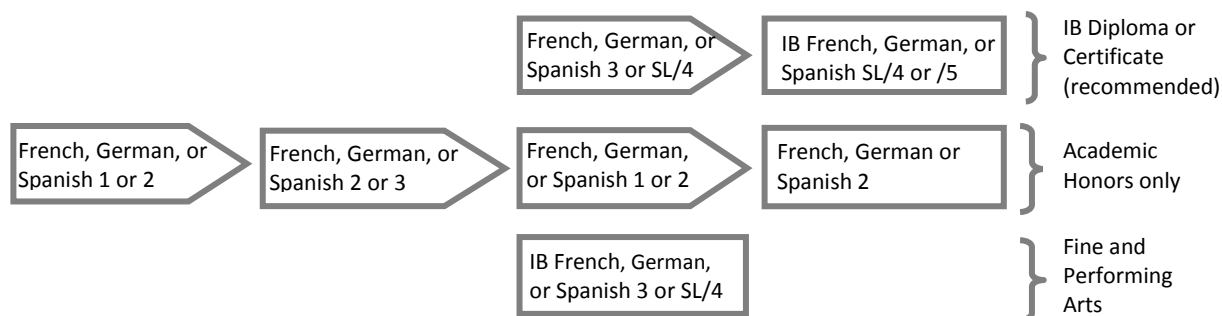 French, German, or
Spanish 3 or SL/4
IB French, German, or
Spanish SL/4 or /5
IB Diploma or
Certificate
(recommended)
French, German, or
Spanish 1 or 2
French, German, or
Spanish 2 or 3
French, German,
or Spanish 1 or 2
French, German or
Spanish 2
Academic
Honors only
IB French, German,
or Spanish 3 or SL/4
Fine and
Performing
Arts